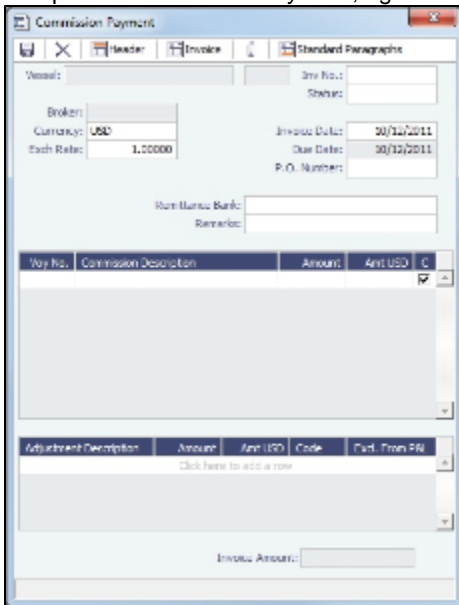 Commission Payment
Header Invoice Standard Paragraphs
Vessel: Inv No.:
Status:
Broker:
Currency: USD Invoice Date: 10/12/2011
Exch Rate: 1.00000 Due Date: 10/12/2011
P.O. Number:
Remittance Bank:
Remarks:
Voy No. Commission Description Amount Amt USD C
Adjustment Description Amount Amt USD Code Excl. From P&L
Click here to add a row
Invoice Amount: